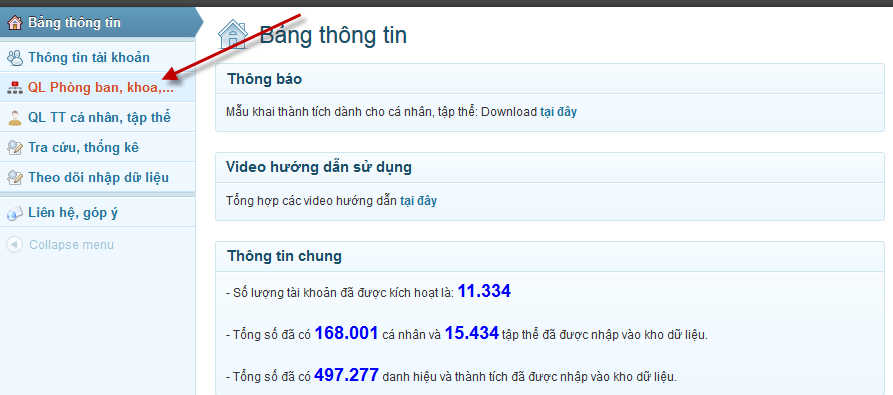 Bảng thông tin
Thông tin tài khoản
QL Phòng ban, khoa,...
QL TT cá nhân, tập thể
Tra cứu, thống kê
Theo dõi nhập dữ liệu
Liên hệ, góp ý
Collapse menu
Bảng thông tin
Thông báo
Mẫu khai thành tích dành cho cá nhân, tập thể: Download tại đây
Video hướng dẫn sử dụng
Tổng hợp các video hướng dẫn tại đây
Thông tin chung
- Số lượng tài khoản đã được kích hoạt là: 11.334
- Tổng số đã có 168.001 cá nhân và 15.434 tập thể đã được nhập vào kho dữ liệu.
- Tổng số đã có 497.277 danh hiệu và thành tích đã được nhập vào kho dữ liệu.